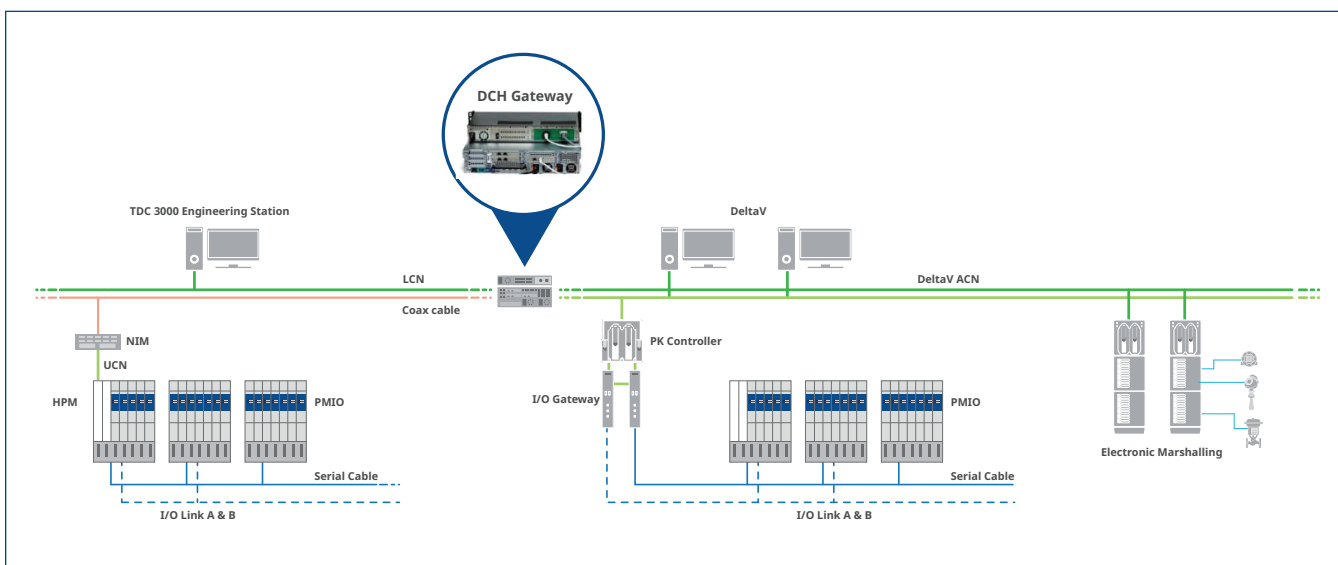 DCH Gateway
TDC 3000 Engineering Station
DeltaV
LCN
DeltaV ACN
Coax cable
NIM
PK Controller
UCN
HPM
PMIO
I/O Gateway
PMIO
Electronic Marshalling
Serial Cable
Serial Cable
I/O Link A & B
I/O Link A & B